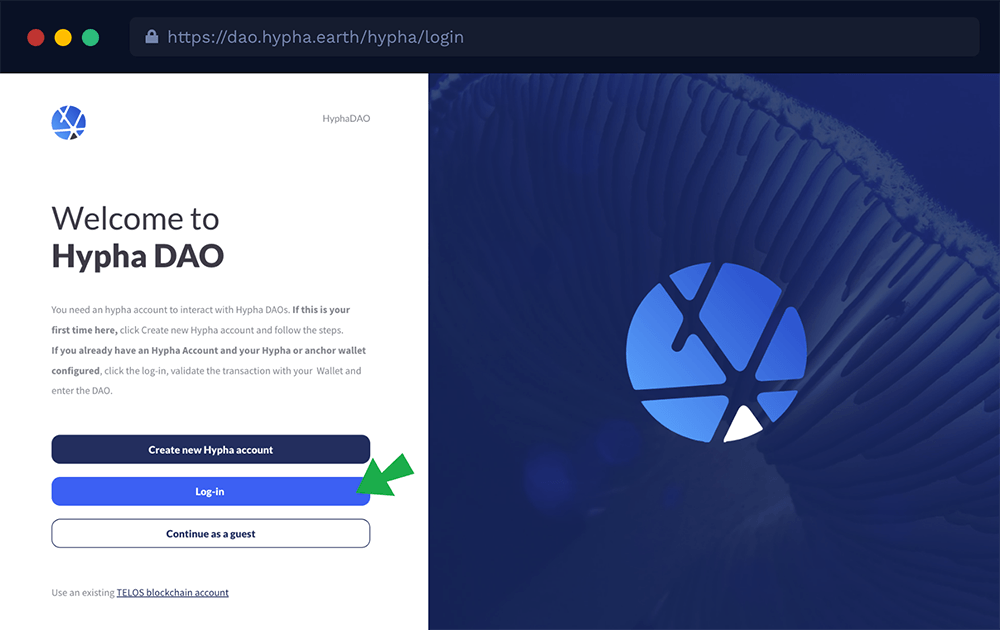 https://dao.hypha.earth/hypha/login
HyphaDAO
Welcome to
Hypha DAO
You need an hypha account to interact with Hypha DAOs. If this is your
first time here, click Create new Hypha account and follow the steps.
If you already have an Hypha Account and your Hypha or anchor wallet
configured, click the log-in, validate the transaction with your Wallet and
enter the DAO.
Create new Hypha account
Log-in
Continue as a guest
Use an existing TELOS blockchain account